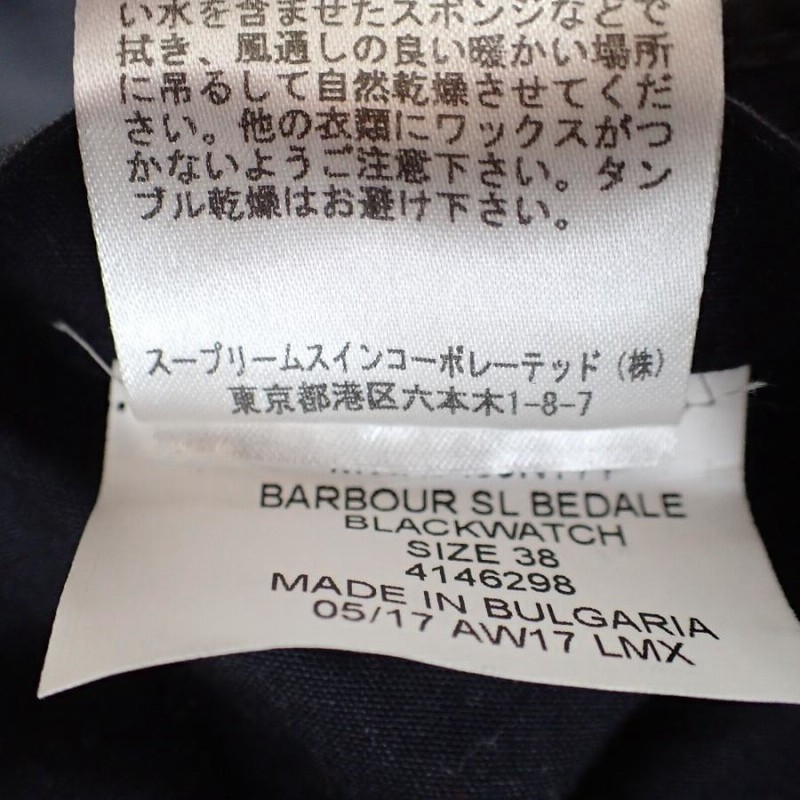 い水を含ませたスポンジなどで
拭き、風通しの良い暖かい場所
に吊るして自然乾燥させてくだ
さい。他の衣類にワックスがつ
かないようご注意下さい。タン
ブル乾燥はお避け下さい。
スープリームスインコーポレーテッド（株）
東京都港区六本木1-8-7
BARBOUR SL BEDALE
BLACKWATCH
SIZE 38
4146298
MADE IN BULGARIA
05/17 AW17 LMX